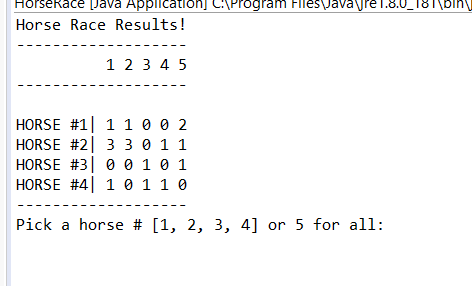 HorseRace [Java Application] C:\Program Files\Java\jre1.8.0_181\bin\
Horse Race Results!
-------------------
1 2 3 4 5
-------------------
HORSE #1| 1 1 0 0 2
HORSE #2| 3 3 0 1 1
HORSE #3| 0 0 1 0 1
HORSE #4| 1 0 1 1 0
-------------------
Pick a horse # [1, 2, 3, 4] or 5 for all: